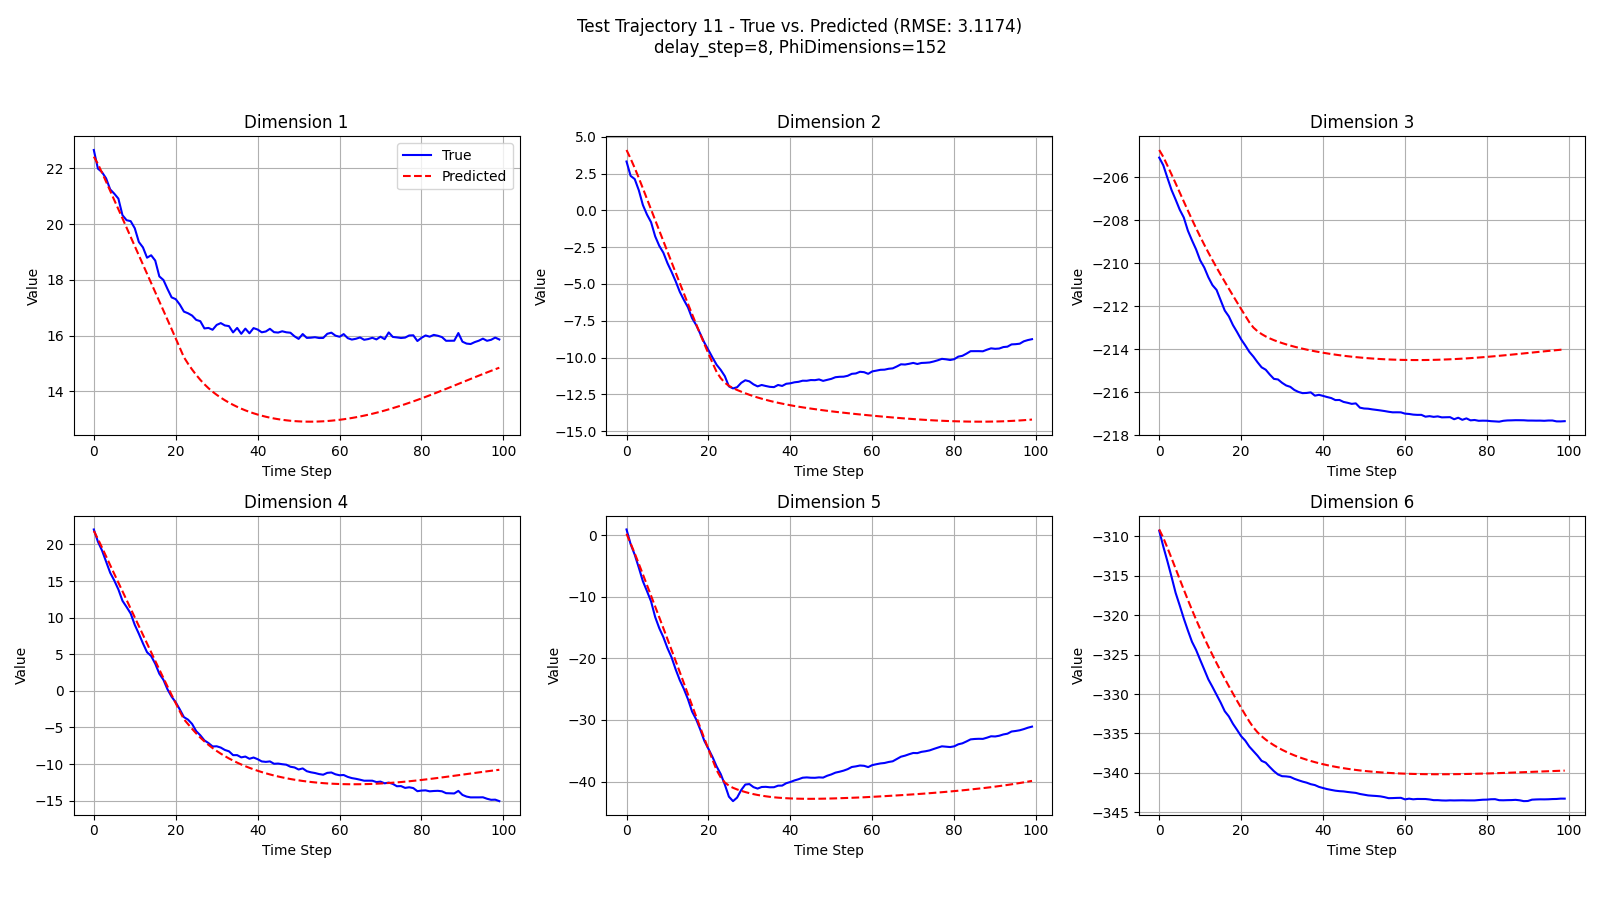 Test Trajectory 11 - True vs. Predicted (RMSE: 3.1174)
delay_step=8, PhiDimensions=152
Dimension 1
True
Predicted
22
20
18
16
14
0 20 40 60 80 100
Value
Time Step
Dimension 2
5.0
2.5
0.0
−2.5
−5.0
−7.5
−10.0
−12.5
−15.0
0 20 40 60 80 100
Value
Time Step
Dimension 3
−206
−208
−210
−212
−214
−216
−218
0 20 40 60 80 100
Value
Time Step
Dimension 4
20
15
10
5
0
−5
−10
−15
0 20 40 60 80 100
Value
Time Step
Dimension 5
0
−10
−20
−30
−40
0 20 40 60 80 100
Value
Time Step
Dimension 6
−310
−315
−320
−325
−330
−335
−340
−345
0 20 40 60 80 100
Value
Time Step